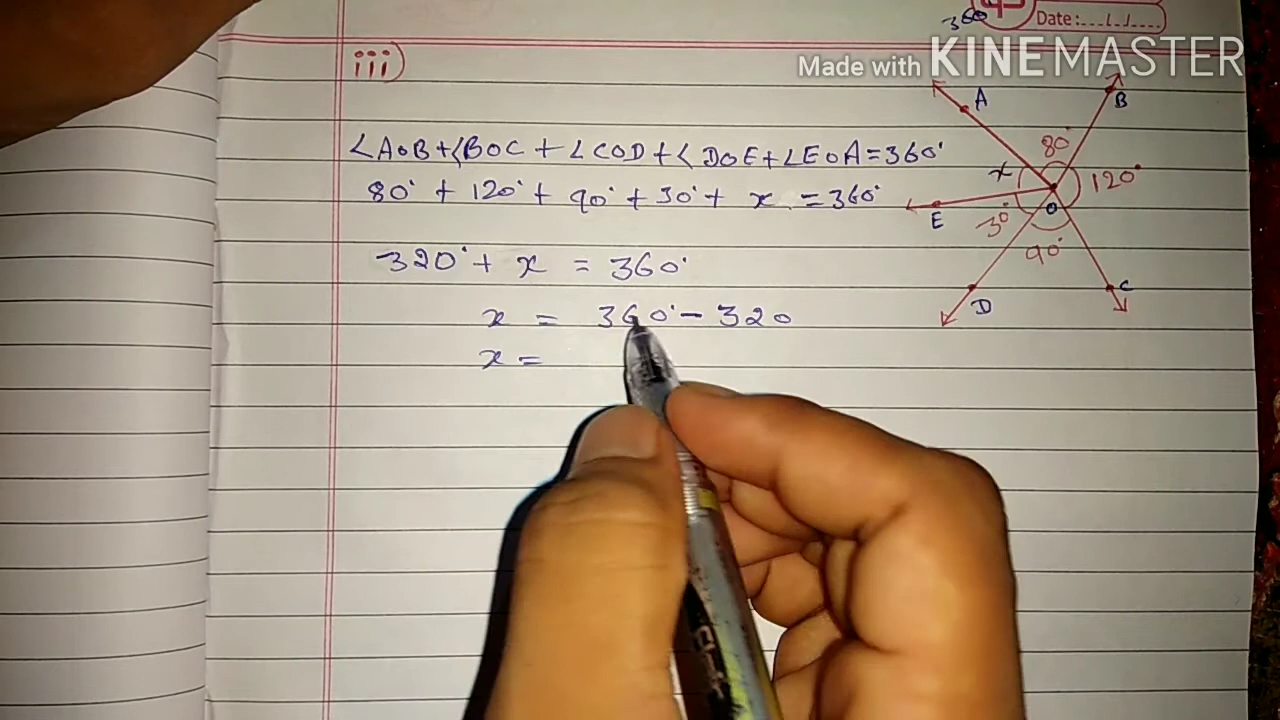 360
Date:
Made with KINEMASTER
iii)
A
B
∠AOB+∠BOC + ∠COD+∠DOE+∠EOA=360°
80°
x
120°
80° + 120° + 90° + 30° + x = 360°
E
30°
O
90°
320° + x = 360°
D
C
x = 360° - 320
x =